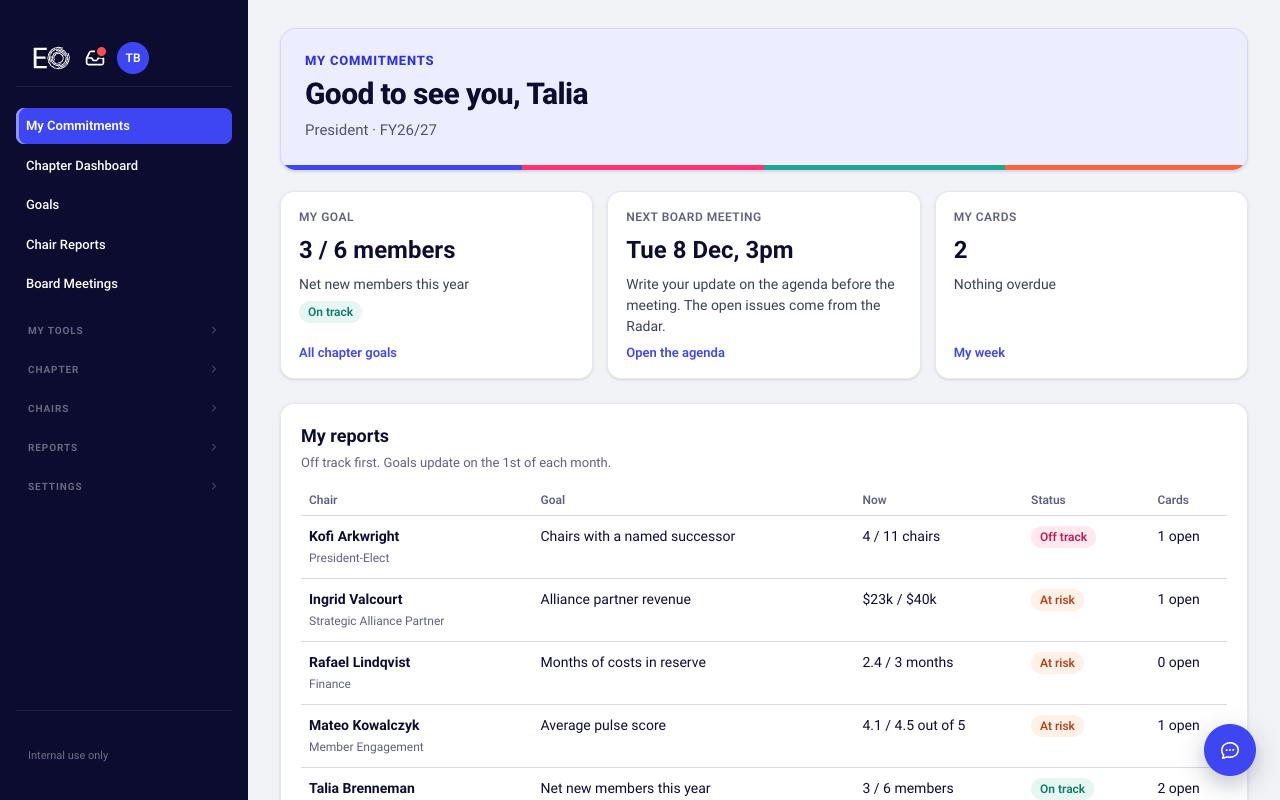 EO
TB
My Commitments
Chapter Dashboard
Goals
Chair Reports
Board Meetings
MY TOOLS
CHAPTER
CHAIRS
REPORTS
SETTINGS
Internal use only
MY COMMITMENTS
Good to see you, Talia
President · FY26/27
MY GOAL
3 / 6 members
Net new members this year
On track
All chapter goals
NEXT BOARD MEETING
Tue 8 Dec, 3pm
Write your update on the agenda before the
meeting. The open issues come from the
Radar.
Open the agenda
MY CARDS
2
Nothing overdue
My week
My reports
Off track first. Goals update on the 1st of each month.
Chair Goal Now Status Cards
Kofi Arkwright Chairs with a named successor 4 / 11 chairs Off track 1 open
President-Elect
Ingrid Valcourt Alliance partner revenue $23k / $40k At risk 1 open
Strategic Alliance Partner
Rafael Lindqvist Months of costs in reserve 2.4 / 3 months At risk 0 open
Finance
Mateo Kowalczyk Average pulse score 4.1 / 4.5 out of 5 At risk 1 open
Member Engagement
Talia Brenneman Net new members this year 3 / 6 members On track 2 open